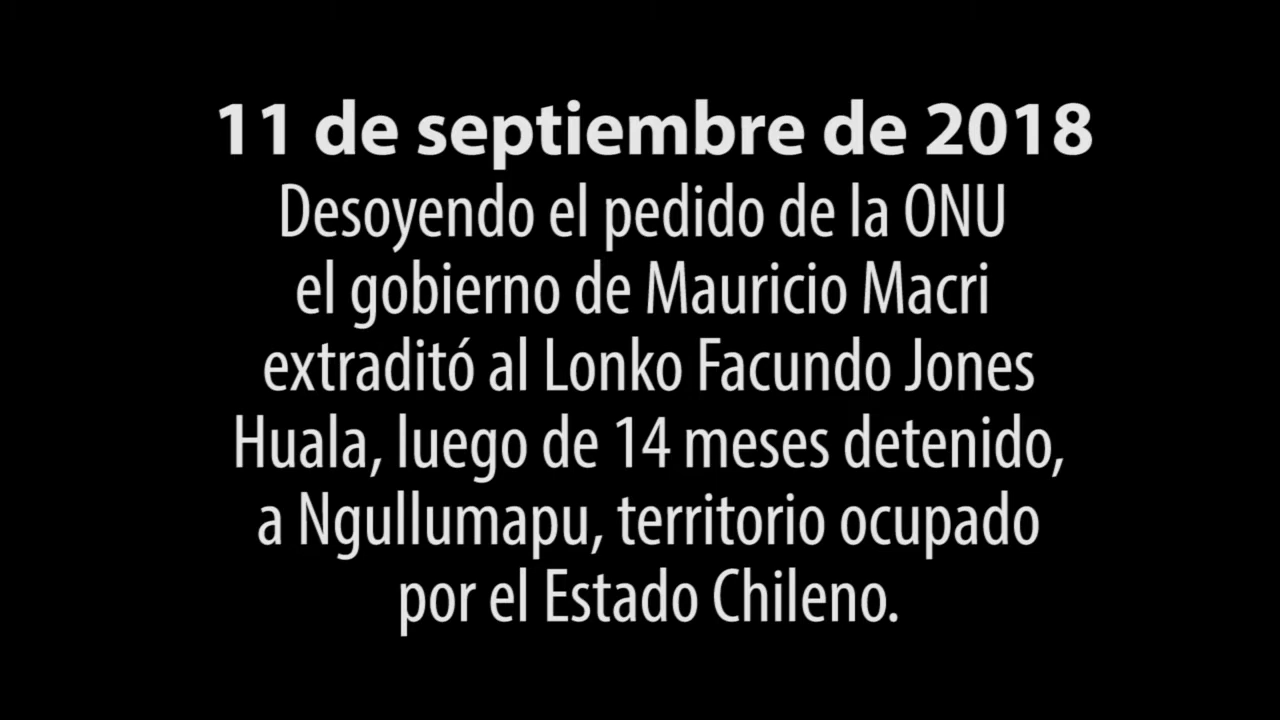 11 de septiembre de 2018
Desoyendo el pedido de la ONU
el gobierno de Mauricio Macri
extraditó al Lonko Facundo Jones
Huala, luego de 14 meses detenido,
a Ngullumapu, territorio ocupado
por el Estado Chileno.